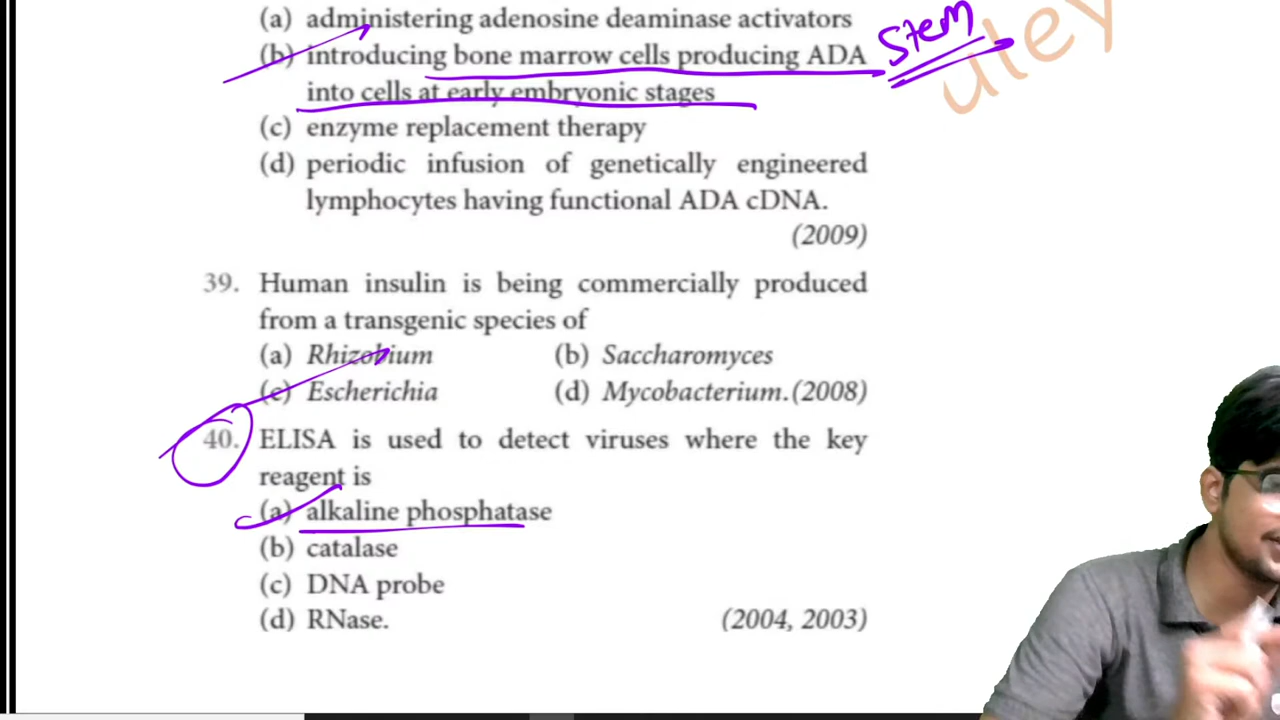 (a) administering adenosine deaminase activators
(b) introducing bone marrow cells producing ADA Stem
into cells at early embryonic stages
(c) enzyme replacement therapy
(d) periodic infusion of genetically engineered
lymphocytes having functional ADA cDNA.
(2009)
39. Human insulin is being commercially produced
from a transgenic species of
(a) Rhizobium (b) Saccharomyces
(c) Escherichia (d) Mycobacterium. (2008)
40. ELISA is used to detect viruses where the key
reagent is
(a) alkaline phosphatase
(b) catalase
(c) DNA probe
(d) RNase. (2004, 2003)